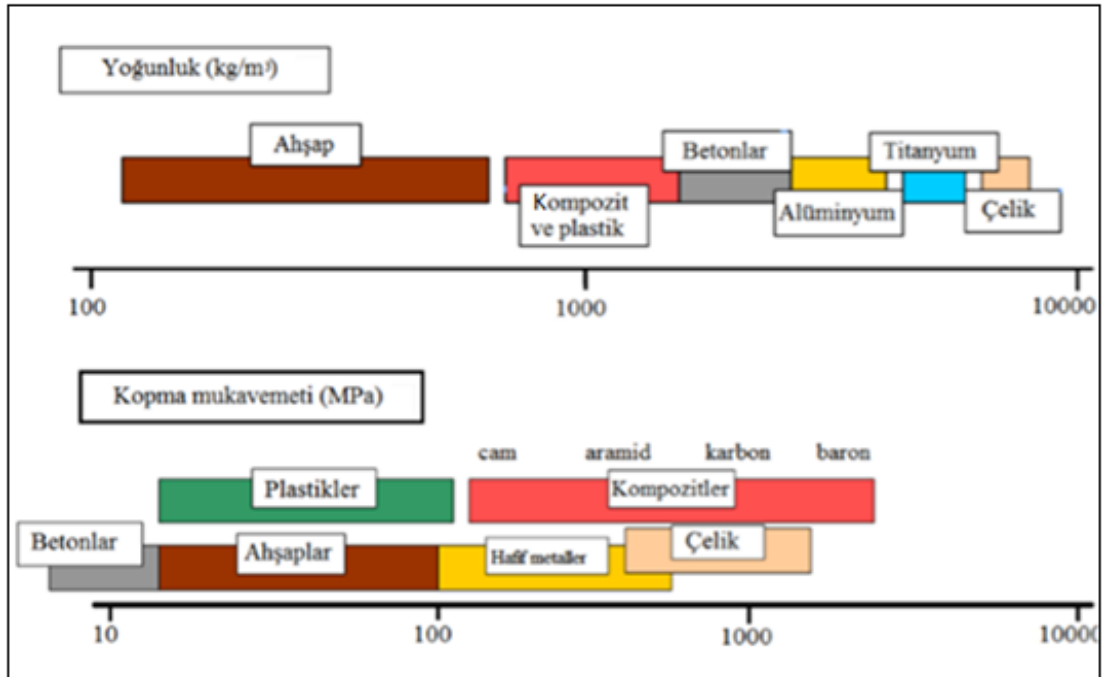 Yoğunluk (kg/m³)
Ahşap
Betonlar
Titanyum
Kompozit
ve plastik
Alüminyum
Çelik
100
1000
10000
Kopma mukavemeti (MPa)
cam aramid karbon baron
Plastikler
Kompozitler
Betonlar
Ahşaplar
Hafif metaller
Çelik
10
100
1000
10000